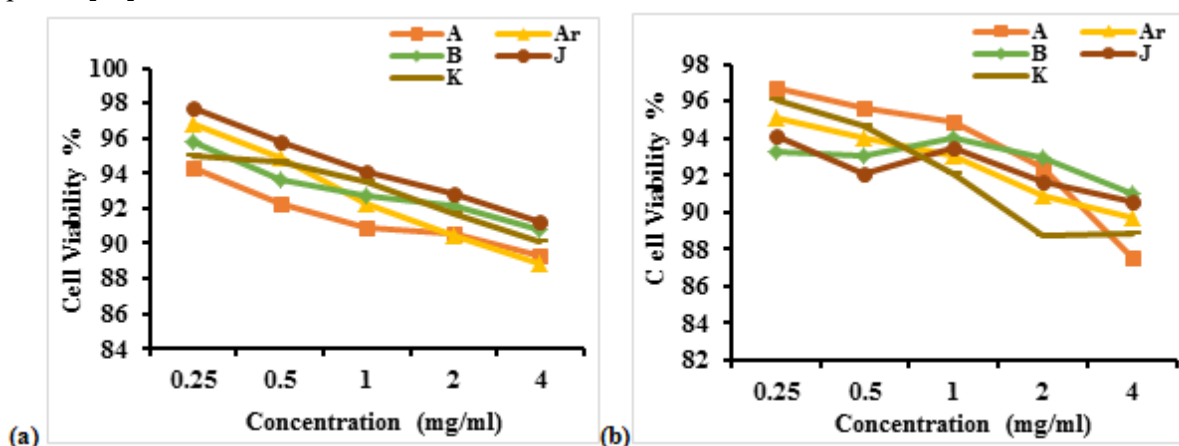 A Ar
B J
K
Cell Viability %
100
98
96
94
92
90
88
86
84
0.25 0.5 1 2 4
Concentration (mg/ml)
(a)
A Ar
B J
K
C ell Viability %
98
96
94
92
90
88
86
84
82
0.25 0.5 1 2 4
Concentration (mg/ml)
(b)